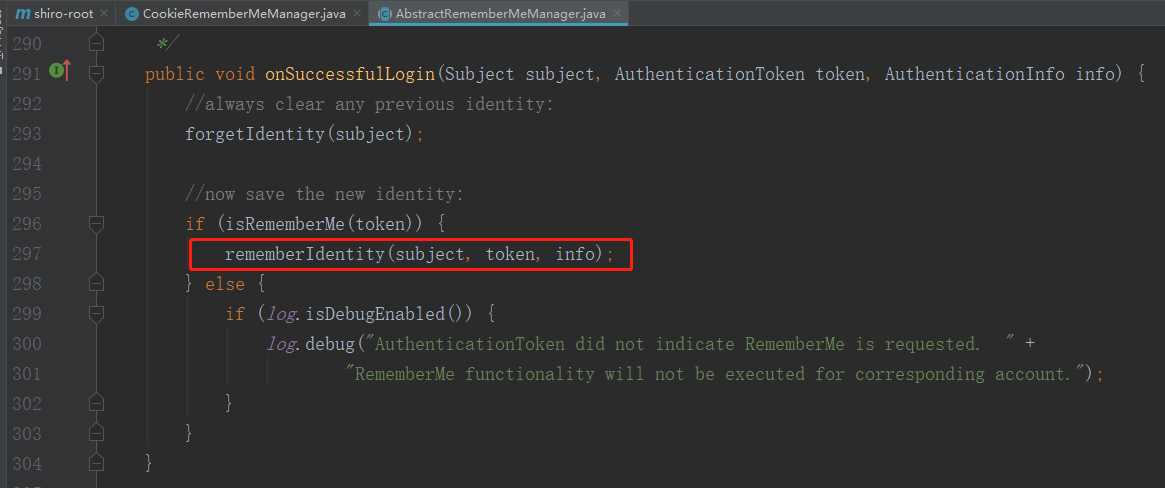 shiro-root CookieRememberMeManager.java AbstractRememberMeManager.java
290 */
291 public void onSuccessfulLogin(Subject subject, AuthenticationToken token, AuthenticationInfo info) {
292 //always clear any previous identity:
293 forgetIdentity(subject);
294
295 //now save the new identity:
296 if (isRememberMe(token)) {
297 rememberIdentity(subject, token, info);
298 } else {
299 if (log.isDebugEnabled()) {
300 log.debug("AuthenticationToken did not indicate RememberMe is requested.  " +
301 "RememberMe functionality will not be executed for corresponding account.");
302 }
303 }
304 }